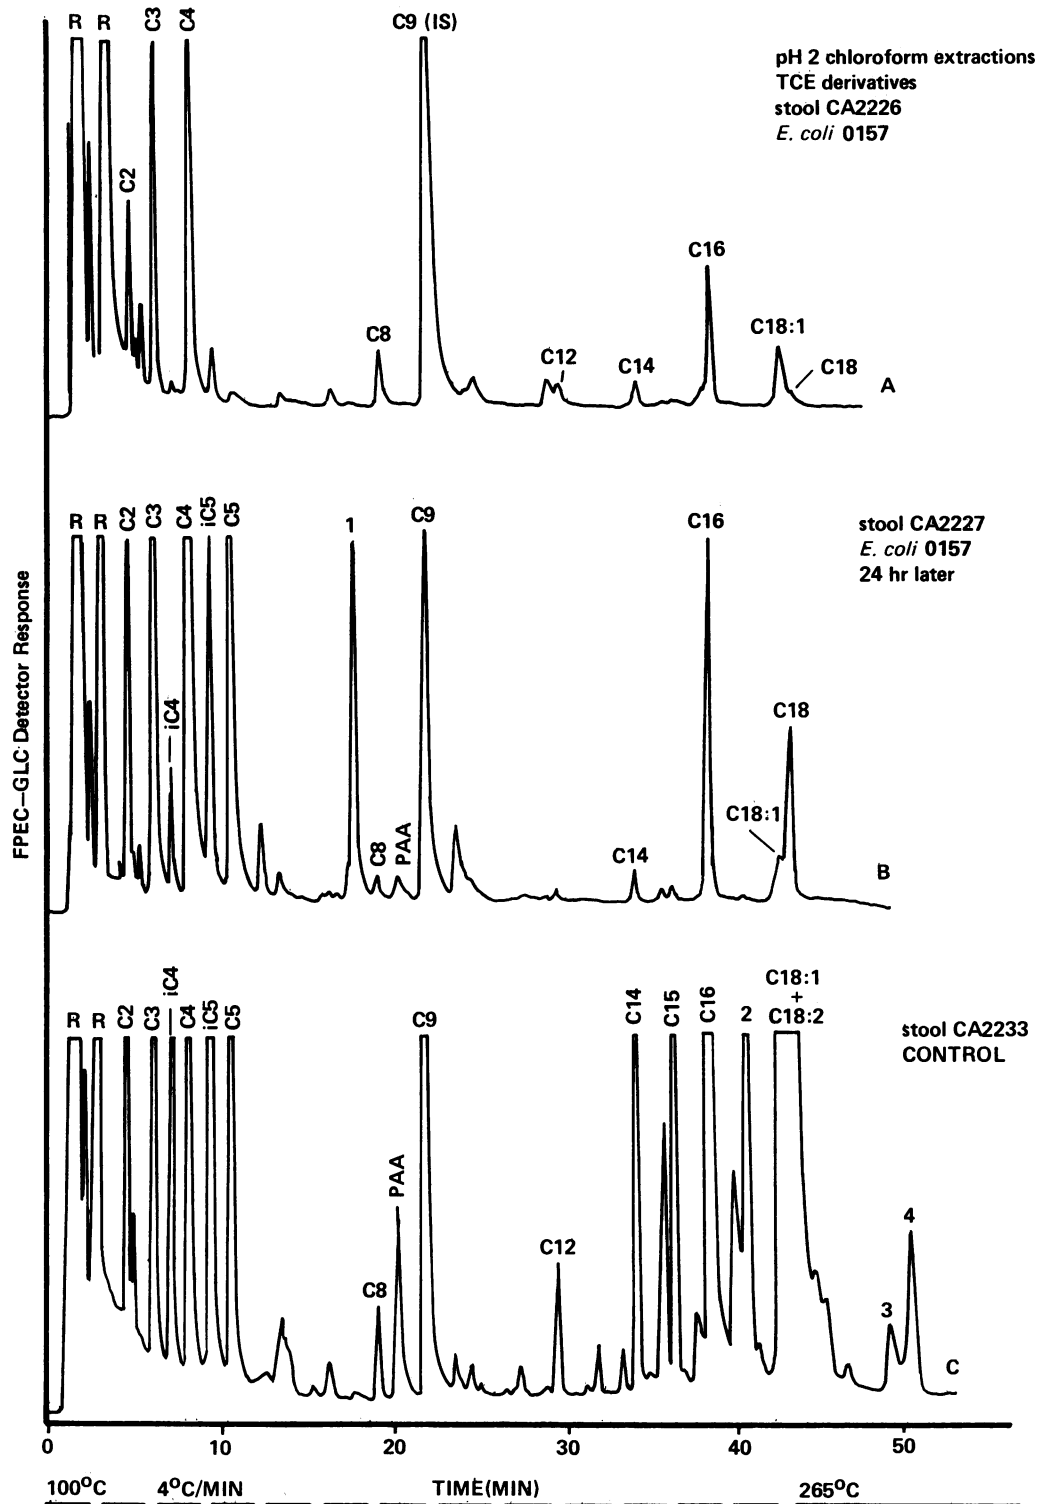 R R C3 C4 C9 (IS)
pH 2 chloroform extractions
TCE derivatives
stool CA2226
E. coli 0157
C2
C16
C8
C12
C14
C18:1
C18
A
R R C2 C3 C4 iC5 C5
1
C9
C16
stool CA2227
E. coli 0157
24 hr later
iC4
C18
C18:1
C8
PAA
C14
B
FPEC-GLC Detector Response
R R C2 C3 iC4 C4 iC5 C5
C9
C14 C15 C16 2
C18:1
+
C18:2
stool CA2233
CONTROL
PAA
C8
C12
4
3
C
0 10 20 30 40 50
100°C 4°C/MIN TIME(MIN) 265°C